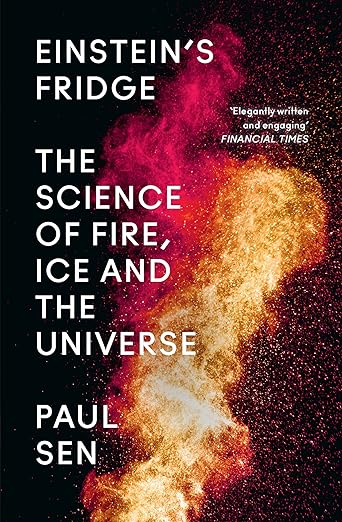 EINSTEIN'S
FRIDGE
'Elegantly written
and engaging'
FINANCIAL TIMES
THE
SCIENCE
OF FIRE,
ICE AND
THE
UNIVERSE
PAUL
SEN